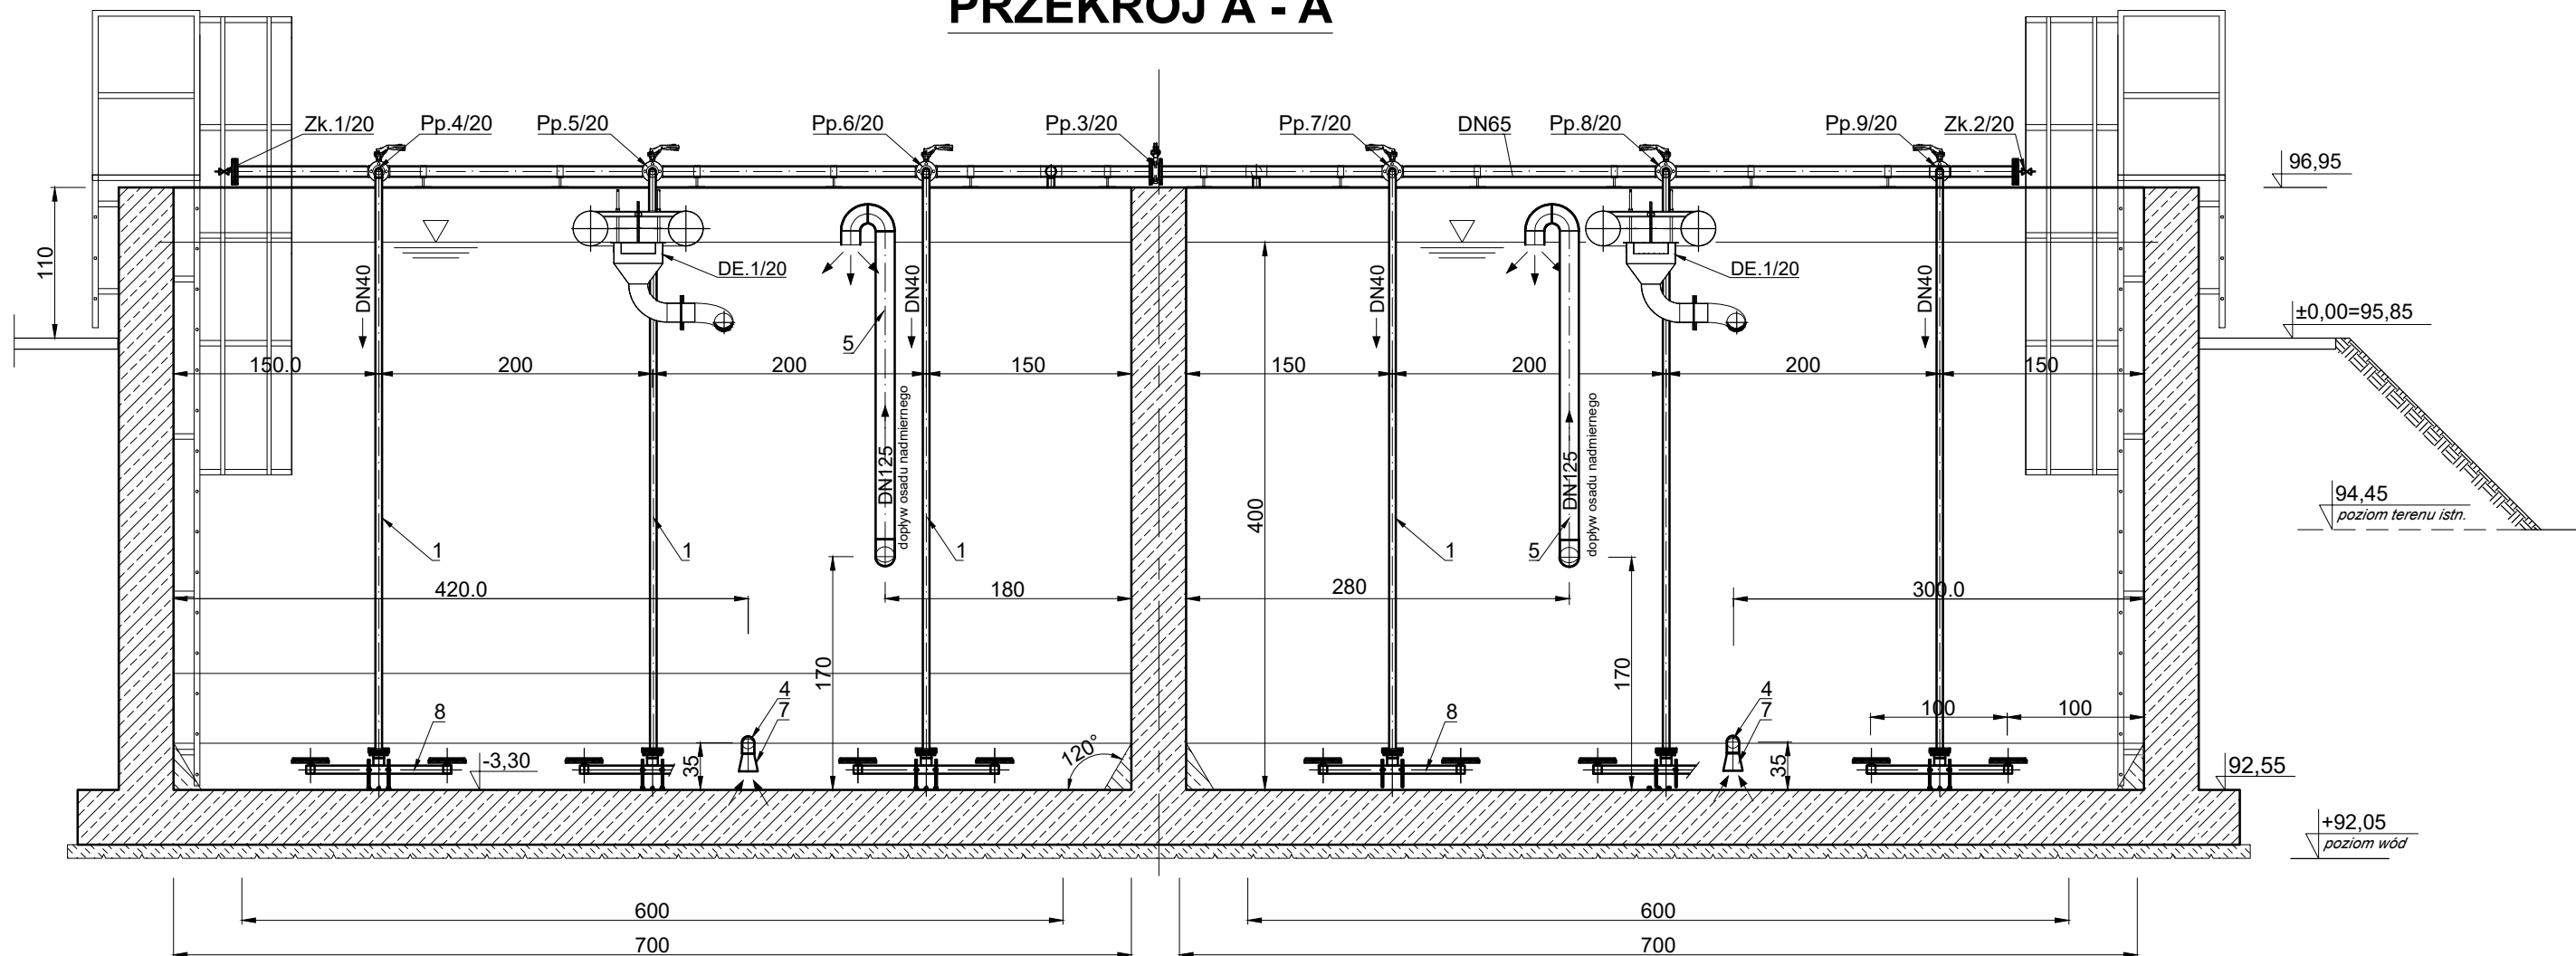 PRZEKRÓJ A - A
Zk.1/20
Pp.4/20
Pp.5/20
Pp.6/20
Pp.3/20
Pp.7/20
DN65
Pp.8/20
Pp.9/20
Zk.2/20
96,95
110
DN40
DE.1/20
DN40
DN40
DE.1/20
DN40
±0,00=95,85
5
150.0
200
200
150
150
200
200
150
DN125
dopływ osadu nadmiernego
DN125
dopływ osadu nadmiernego
400
94,45
poziom terenu istn.
1
1
1
1
5
420.0
180
280
300.0
170
170
4
7
4
7
8
8
100
100
-3,30
35
120°
35
92,55
+92,05
poziom wód
600
600
700
700